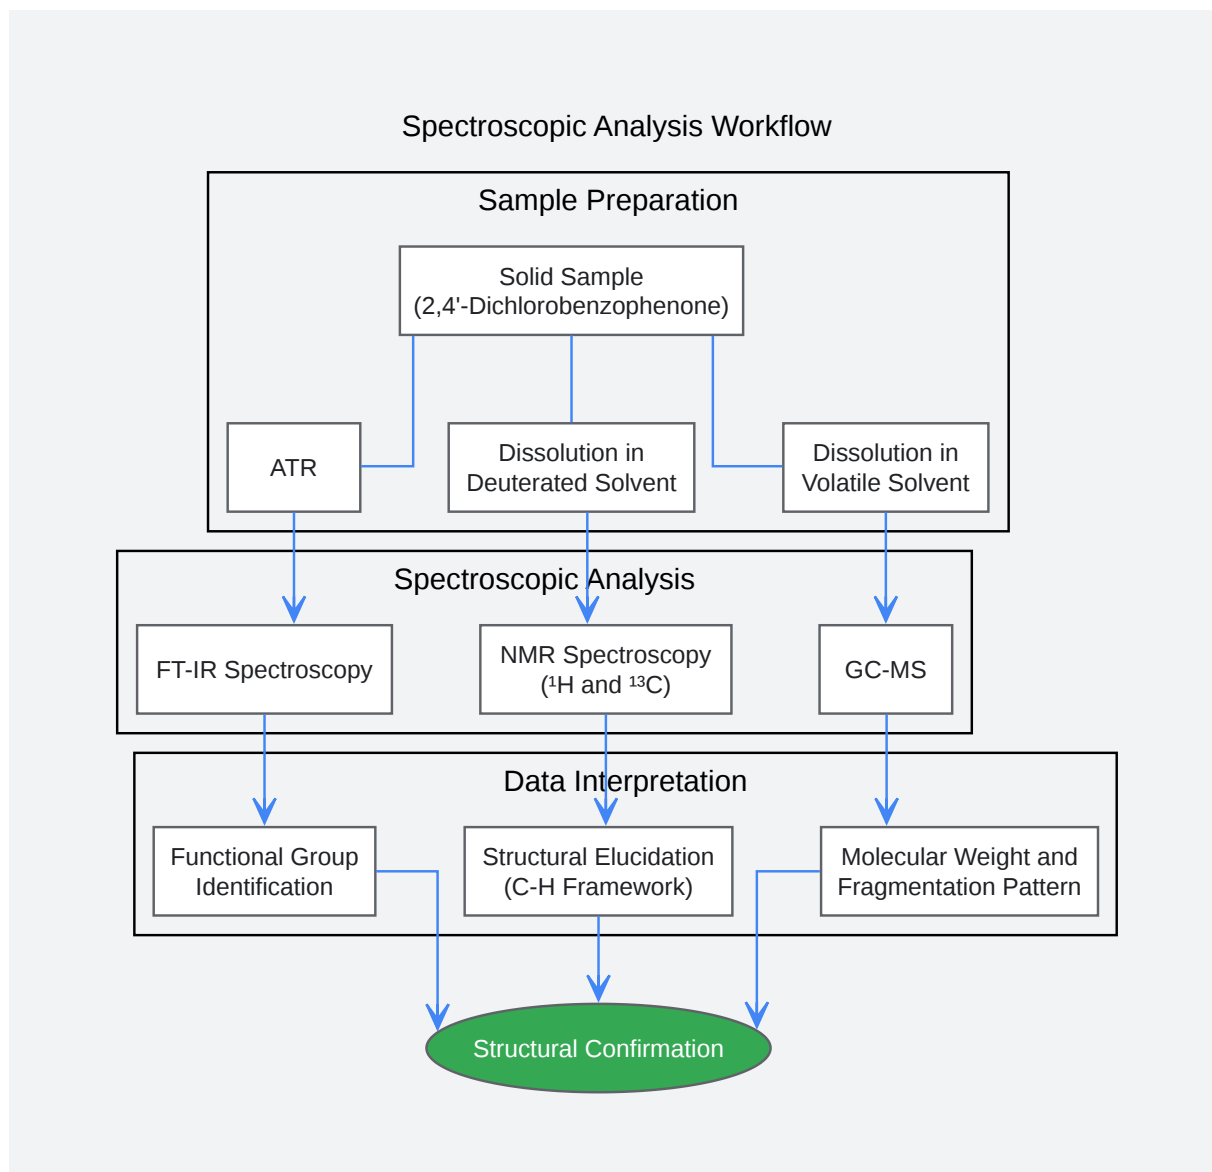 Spectroscopic Analysis Workflow
Sample Preparation
Solid Sample
(2,4'-Dichlorobenzophenone)
ATR
Dissolution in
Deuterated Solvent
Dissolution in
Volatile Solvent
Spectroscopic Analysis
FT-IR Spectroscopy
NMR Spectroscopy
(¹H and ¹³C)
GC-MS
Data Interpretation
Functional Group
Identification
Structural Elucidation
(C-H Framework)
Molecular Weight and
Fragmentation Pattern
Structural Confirmation